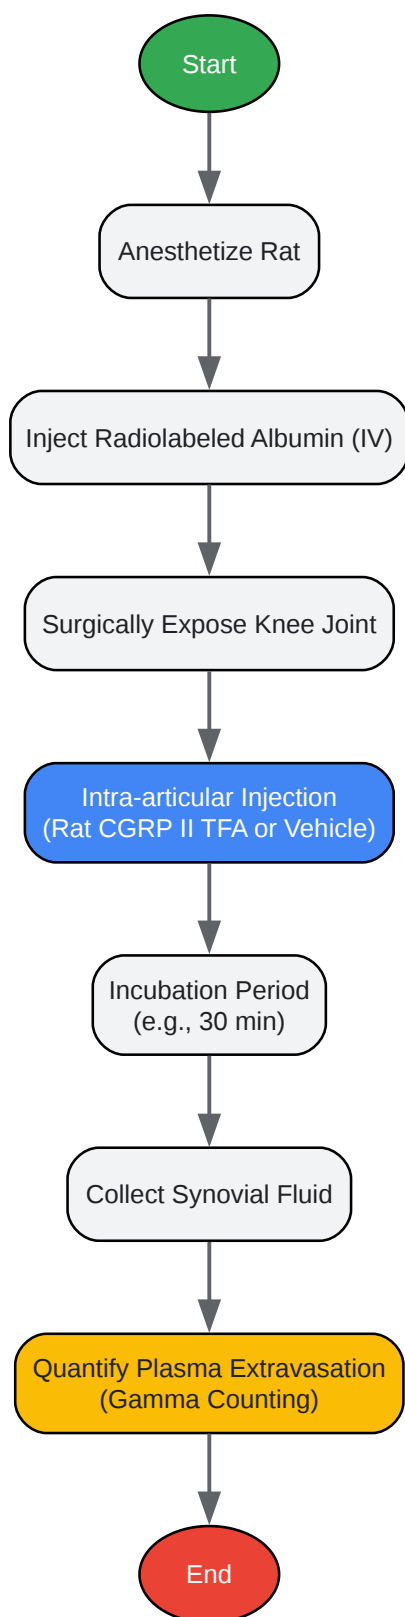 Start
Anesthetize Rat
Inject Radiolabeled Albumin (IV)
Surgically Expose Knee Joint
Intra-articular Injection
(Rat CGRP II TFA or Vehicle)
Incubation Period
(e.g., 30 min)
Collect Synovial Fluid
Quantify Plasma Extravasation
(Gamma Counting)
End